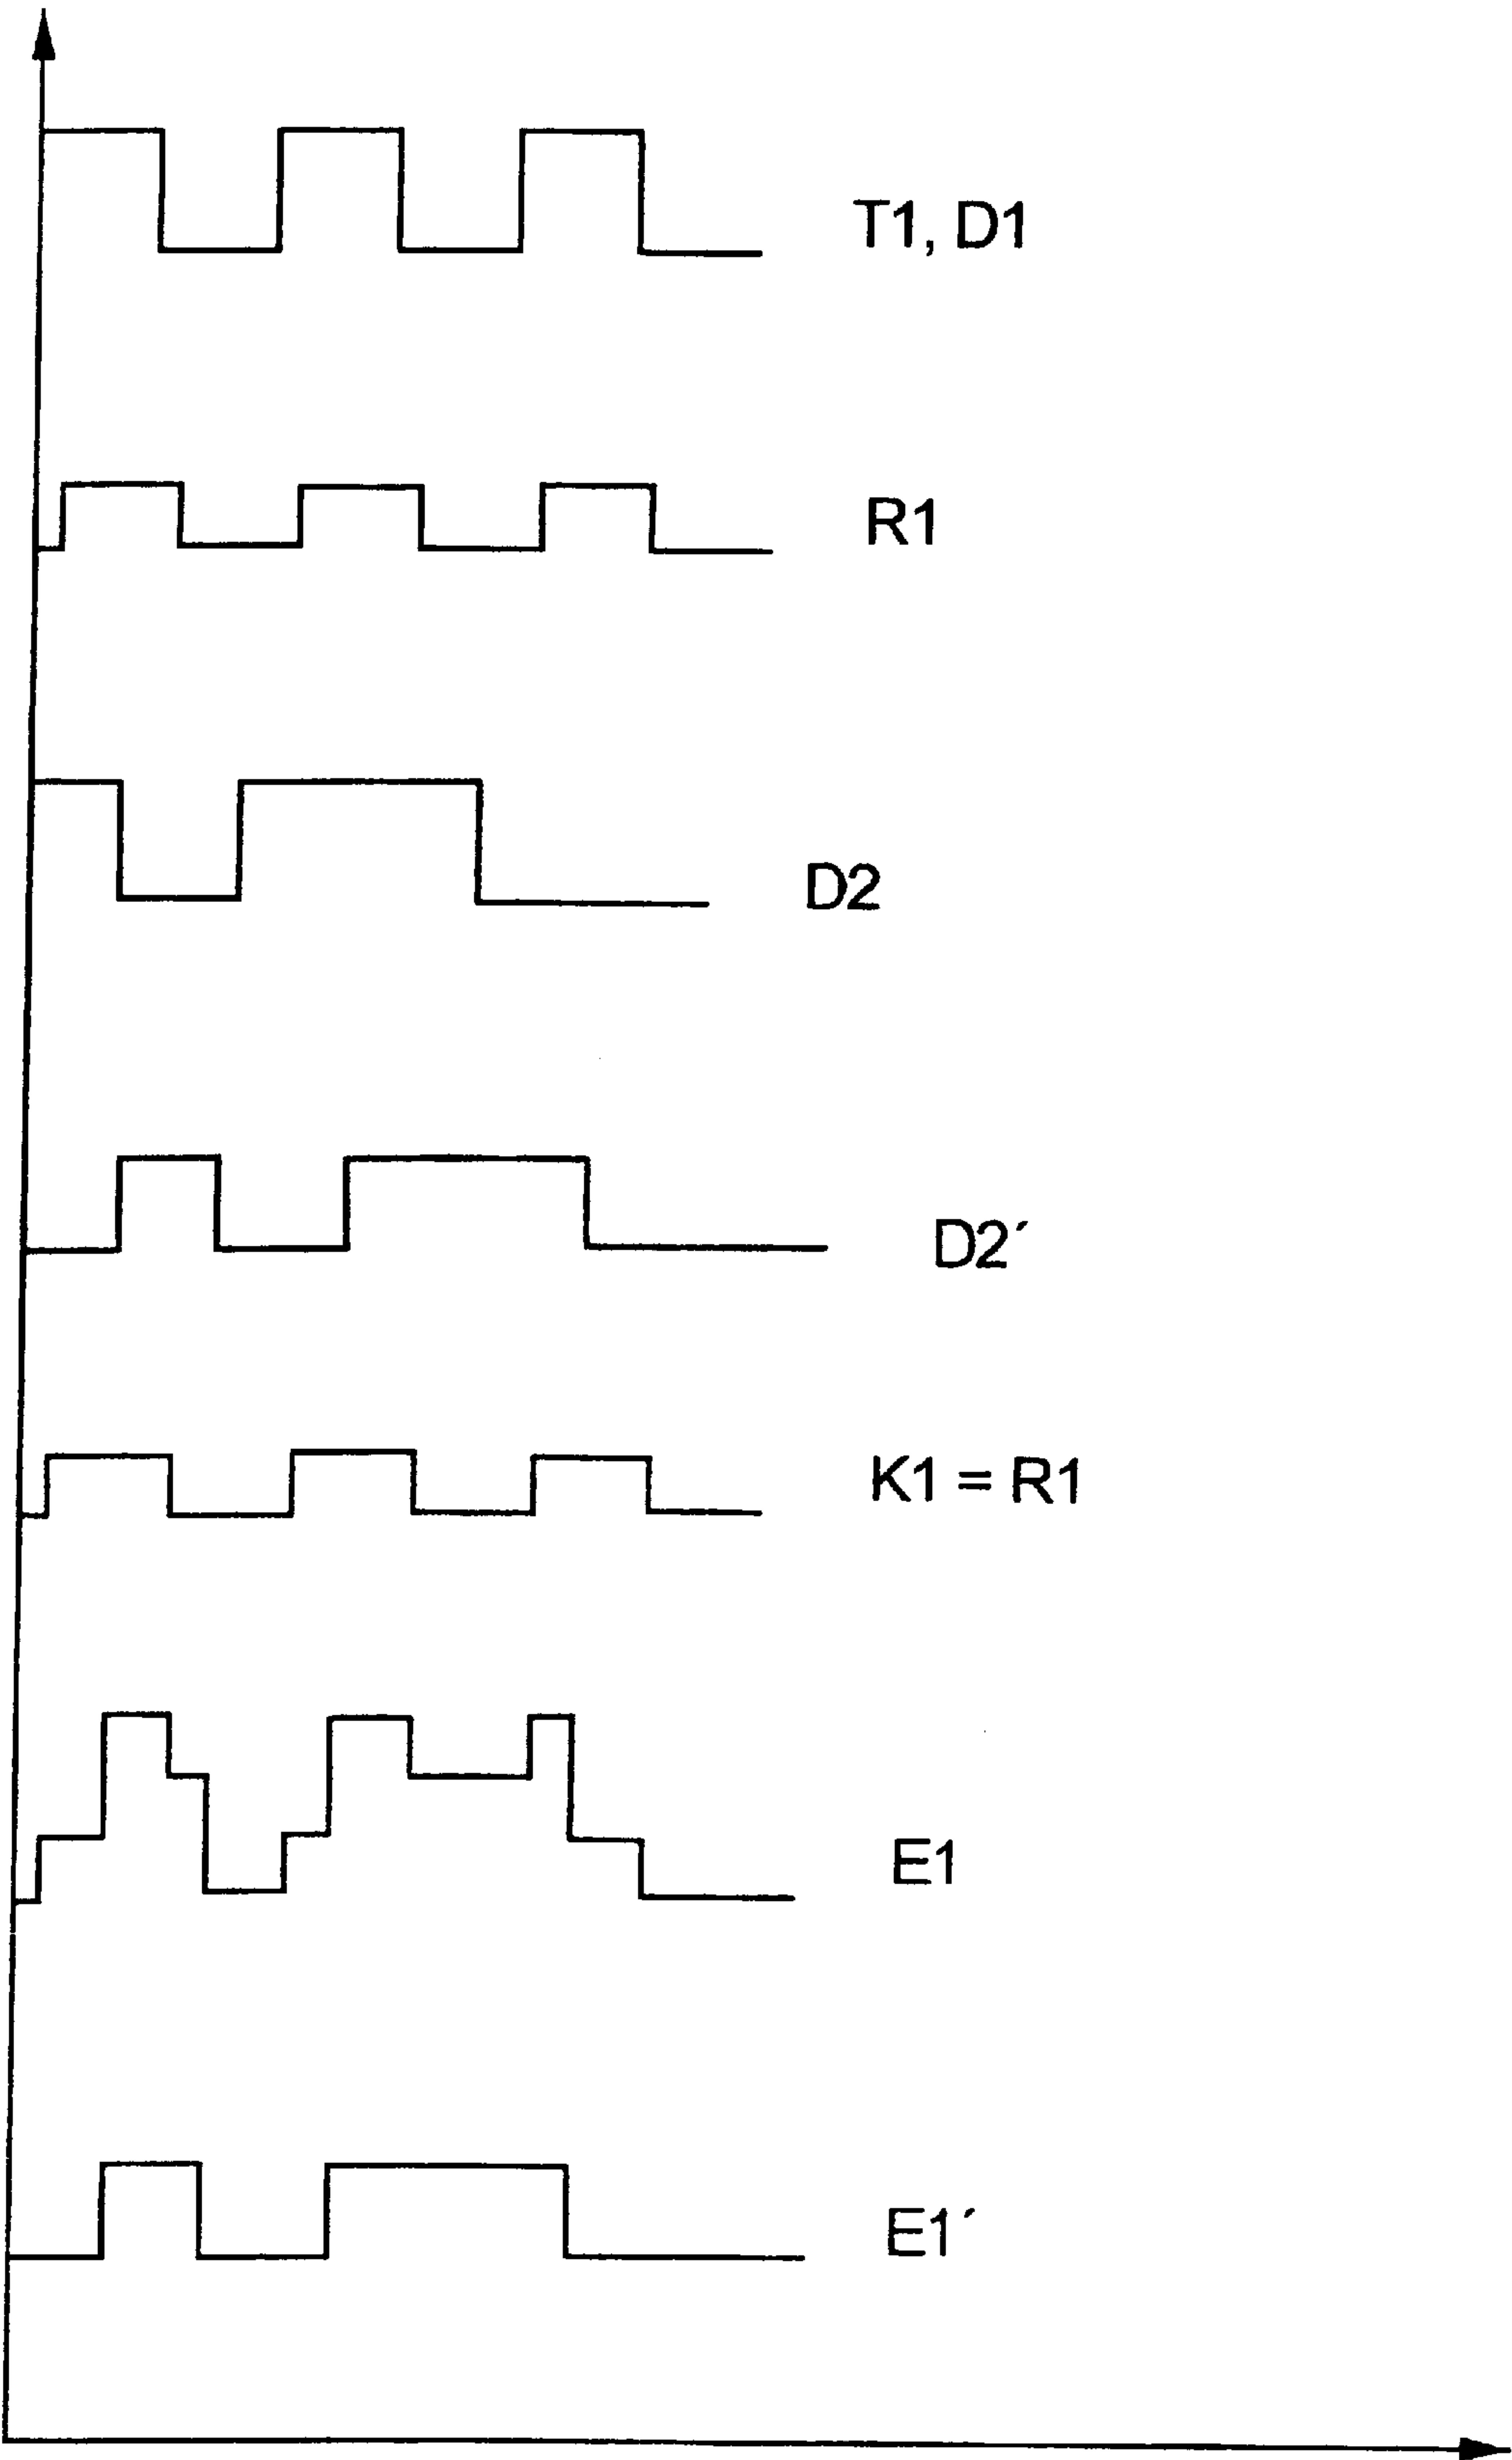 T1, D1
R1
D2
D2´
K1 = R1
E1
E1´